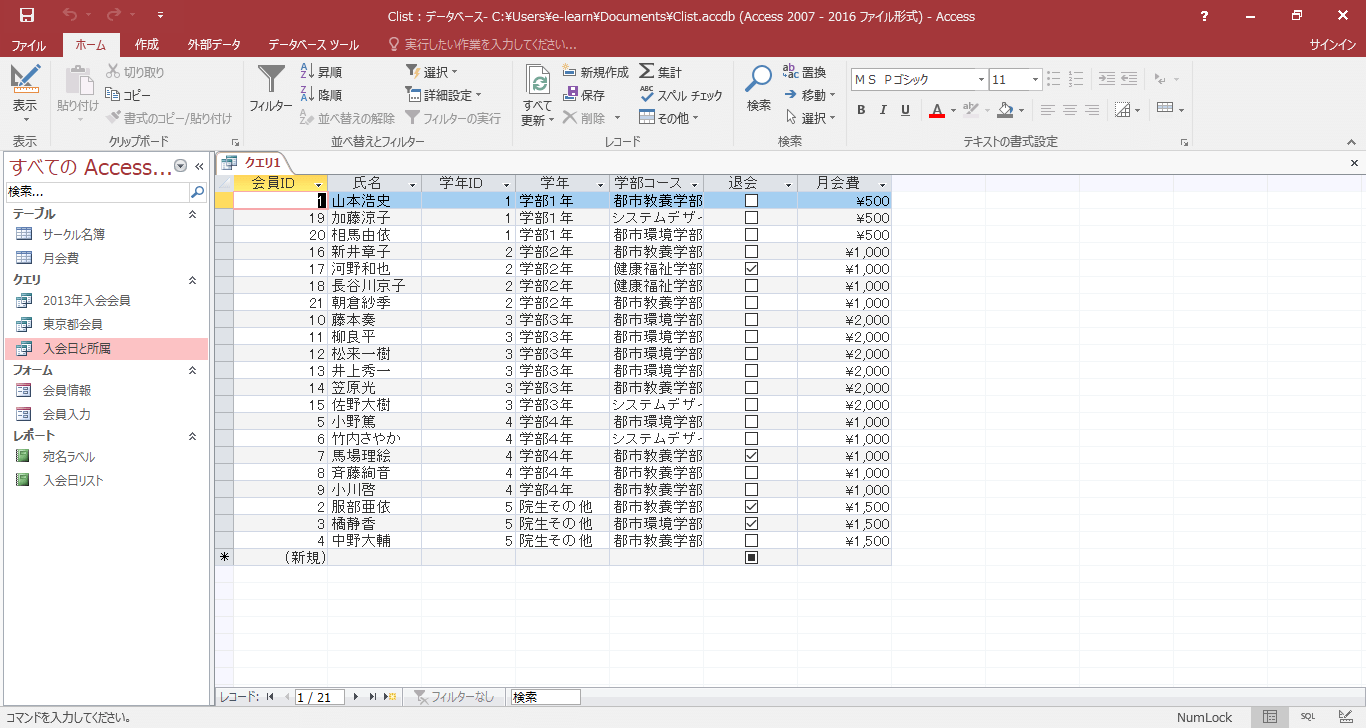 Clist : データベース- C:¥Users¥e-learn¥Documents¥Clist.accdb (Access 2007 - 2016 ファイル形式) - Access
ファイル ホーム 作成 外部データ データベース ツール 実行したい作業を入力してください... サインイン
表示 貼り付け 切り取り コピー 書式のコピー/貼り付け フィルター 昇順 降順 並べ替えの解除 選択 詳細設定 フィルターの実行 すべて更新 新規作成 保存 削除 集計 スペル チェック その他 検索 置換 移動 選択 ＭＳ Ｐゴシック 11 B I U
表示 クリップボード 並べ替えとフィルター レコード 検索 テキストの書式設定
すべての Access...
検索...
テーブル
サークル名簿
月会費
クエリ
2013年入会会員
東京都会員
入会日と所属
フォーム
会員情報
会員入力
レポート
宛名ラベル
入会日リスト
クエリ1
会員ID 氏名 学年ID 学年 学部コース 退会 月会費
1 山本浩史 1 学部１年 都市教養学部 ¥500
19 加藤涼子 1 学部１年 システムデザイ ¥500
20 相馬由依 1 学部１年 都市環境学部 ¥500
16 新井章子 2 学部２年 都市教養学部 ¥1,000
17 河野和也 2 学部２年 健康福祉学部 ¥1,000
18 長谷川京子 2 学部２年 健康福祉学部 ¥1,000
21 朝倉紗季 2 学部２年 都市教養学部 ¥1,000
10 藤本奏 3 学部３年 都市環境学部 ¥2,000
11 柳良平 3 学部３年 都市環境学部 ¥2,000
12 松来一樹 3 学部３年 都市環境学部 ¥2,000
13 井上秀一 3 学部３年 都市環境学部 ¥2,000
14 笠原光 3 学部３年 都市教養学部 ¥2,000
15 佐野大樹 3 学部３年 システムデザイ ¥2,000
5 小野篤 4 学部４年 都市環境学部 ¥1,000
6 竹内さやか 4 学部４年 システムデザイ ¥1,000
7 馬場理絵 4 学部４年 都市教養学部 ¥1,000
8 斉藤絢音 4 学部４年 都市教養学部 ¥1,000
9 小川啓 4 学部４年 都市教養学部 ¥1,000
2 服部亜依 5 院生その他 都市教養学部 ¥1,500
3 橘静香 5 院生その他 都市環境学部 ¥1,500
4 中野大輔 5 院生その他 都市教養学部 ¥1,500
(新規)
レコード: 1 / 21 フィルターなし 検索
コマンドを入力してください。 NumLock SQL